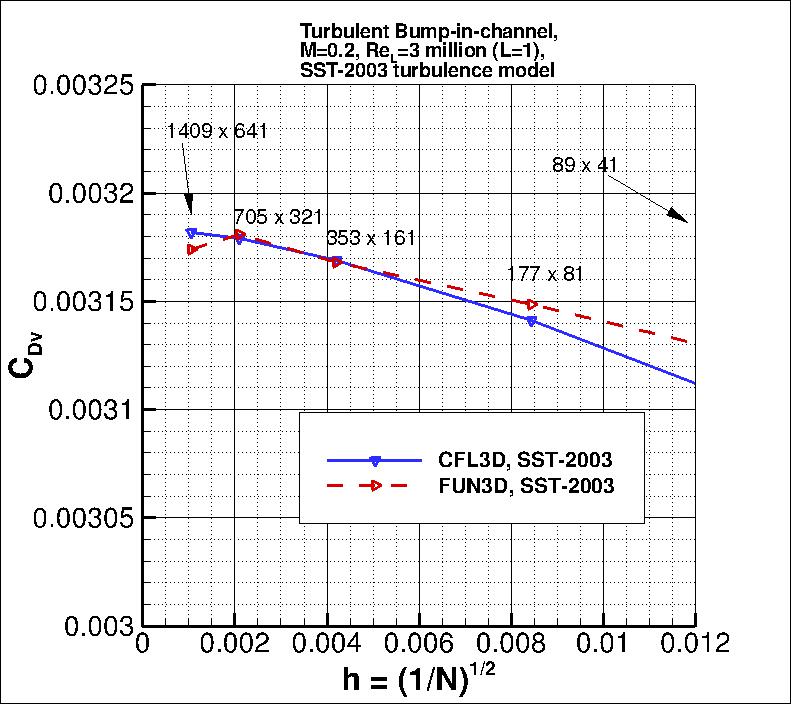 Turbulent Bump-in-channel,
M=0.2, Re_L=3 million (L=1),
SST-2003 turbulence model
0.00325
1409 x 641
89 x 41
0.0032
705 x 321
353 x 161
177 x 81
0.00315
C_Dv
0.0031
CFL3D, SST-2003
FUN3D, SST-2003
0.00305
0.003
0 0.002 0.004 0.006 0.008 0.01 0.012
h = (1/N)^1/2